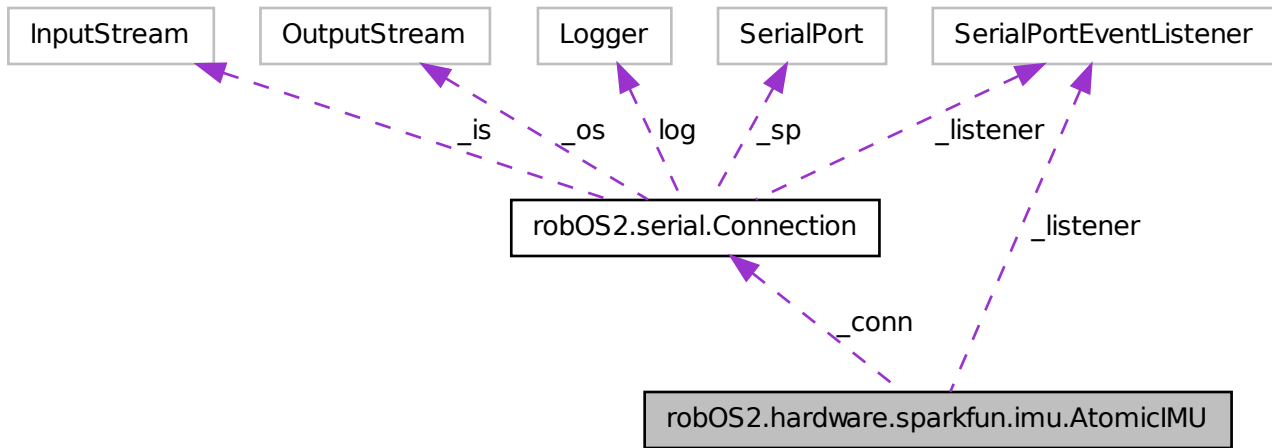 InputStream
OutputStream
Logger
SerialPort
SerialPortEventListener
_is
_os
log
_sp
_listener
robOS2.serial.Connection
_listener
_conn
robOS2.hardware.sparkfun.imu.AtomicIMU